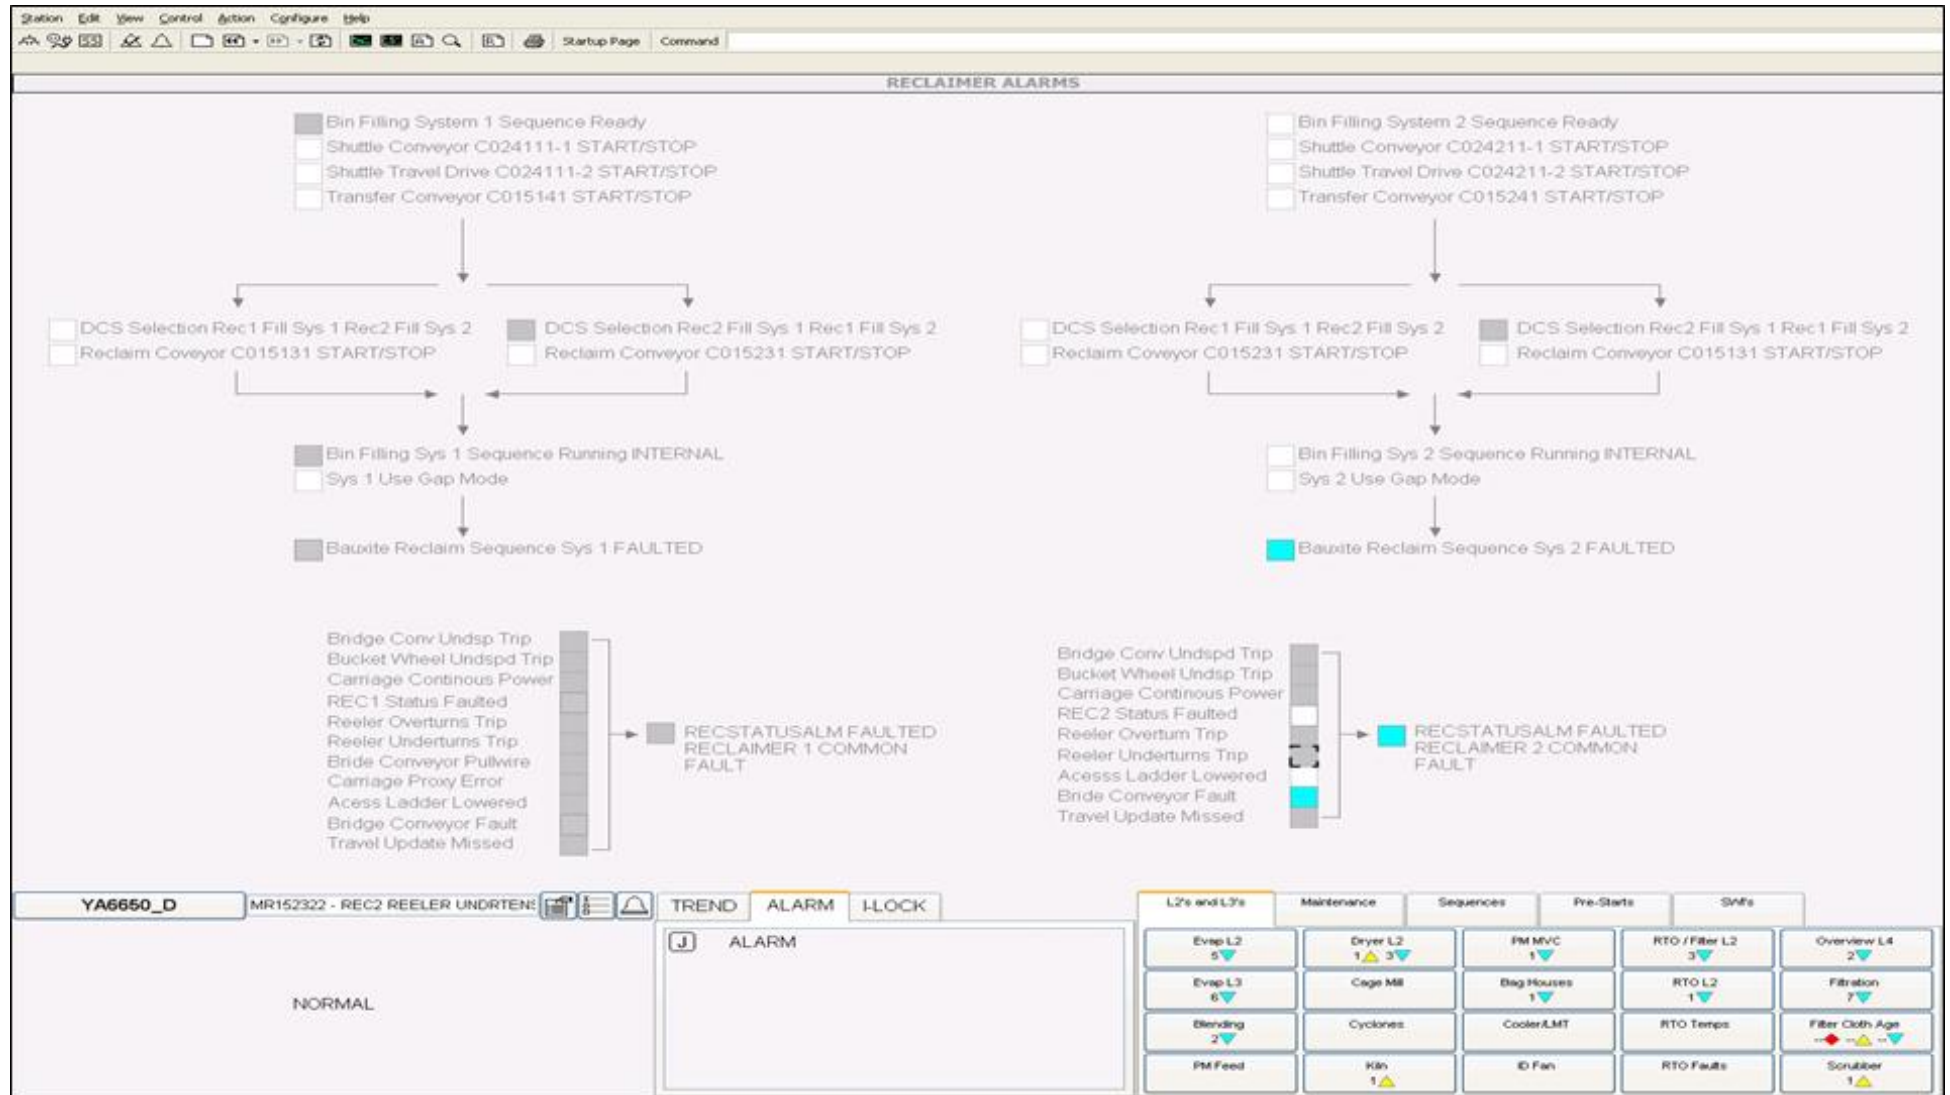 Station Edit View Control Action Configure Help
Startup Page Command
RECLAIMER ALARMS
Bin Filling System 1 Sequence Ready
Shuttle Conveyor C024111-1 START/STOP
Shuttle Travel Drive C024111-2 START/STOP
Transfer Conveyor C015141 START/STOP
Bin Filling System 2 Sequence Ready
Shuttle Conveyor C024211-1 START/STOP
Shuttle Travel Drive C024211-2 START/STOP
Transfer Conveyor C015241 START/STOP
DCS Selection Rec1 Fill Sys 1 Rec2 Fill Sys 2
Reclaim Coveyor C015131 START/STOP
DCS Selection Rec2 Fill Sys 1 Rec1 Fill Sys 2
Reclaim Conveyor C015231 START/STOP
DCS Selection Rec1 Fill Sys 1 Rec2 Fill Sys 2
Reclaim Coveyor C015231 START/STOP
DCS Selection Rec2 Fill Sys 1 Rec1 Fill Sys 2
Reclaim Conveyor C015131 START/STOP
Bin Filling Sys 1 Sequence Running INTERNAL
Sys 1 Use Gap Mode
Bin Filling Sys 2 Sequence Running INTERNAL
Sys 2 Use Gap Mode
Bauxite Reclaim Sequence Sys 1 FAULTED
Bauxite Reclaim Sequence Sys 2 FAULTED
Bridge Conv Undsp Trip
Bucket Wheel Undspd Trip
Carriage Continous Power
REC1 Status Faulted
Reeler Overturns Trip
Reeler Underturns Trip
Bride Conveyor Pullwire
Carriage Proxy Error
Acess Ladder Lowered
Bridge Conveyor Fault
Travel Update Missed
RECSTATUSALM FAULTED
RECLAIMER 1 COMMON
FAULT
Bridge Conv Undspd Trip
Bucket Wheel Undsp Trip
Carriage Continous Power
REC2 Status Faulted
Reeler Overturn Trip
Reeler Underturns Trip
Acesss Ladder Lowered
Bride Conveyor Fault
Travel Update Missed
RECSTATUSALM FAULTED
RECLAIMER 2 COMMON
FAULT
YA6650_D
MR152322 - REC2 REELER UNDRTENS
NORMAL
TREND ALARM I-LOCK
J ALARM
L2's and L3's Maintenance Sequences Pre-Starts SWI's
Evap L2 Dryer L2 PM MVC RTO / Filter L2 Overview L4
5 1 3 1 3 2
Evap L3 Cage Mill Bag Houses RTO L2 Filtration
6 1 1 7
Blending Cyclones Cooler/LMT RTO Temps Filter Cloth Age
2 -- -- --
PM Feed Kiln ID Fan RTO Faults Scrubber
1 1